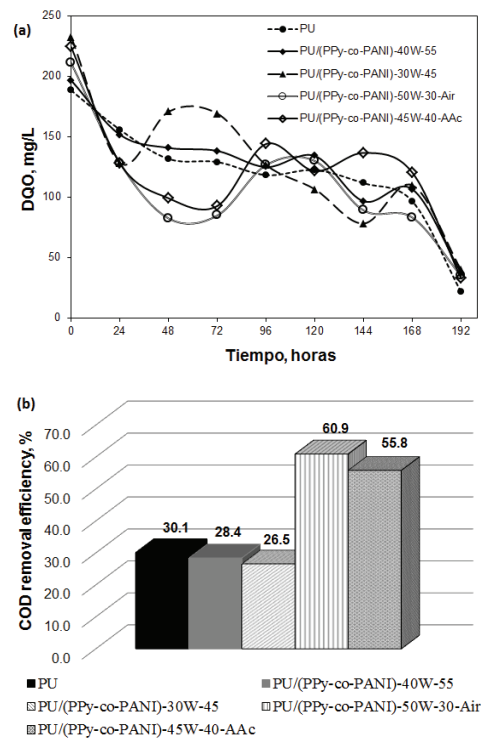 (a)
250
200
150
100
50
0
DQO, mg/L
0 24 48 72 96 120 144 168 192
Tiempo, horas
PU
PU/(PPy-co-PANI)-40W-55
PU/(PPy-co-PANI)-30W-45
PU/(PPy-co-PANI)-50W-30-Air
PU/(PPy-co-PANI)-45W-40-AAc
(b)
70.0
60.0
50.0
40.0
30.0
20.0
10.0
0.0
COD removal efficiency, %
30.1
28.4
26.5
60.9
55.8
PU
PU/(PPy-co-PANI)-40W-55
PU/(PPy-co-PANI)-30W-45
PU/(PPy-co-PANI)-50W-30-Air
PU/(PPy-co-PANI)-45W-40-AAc